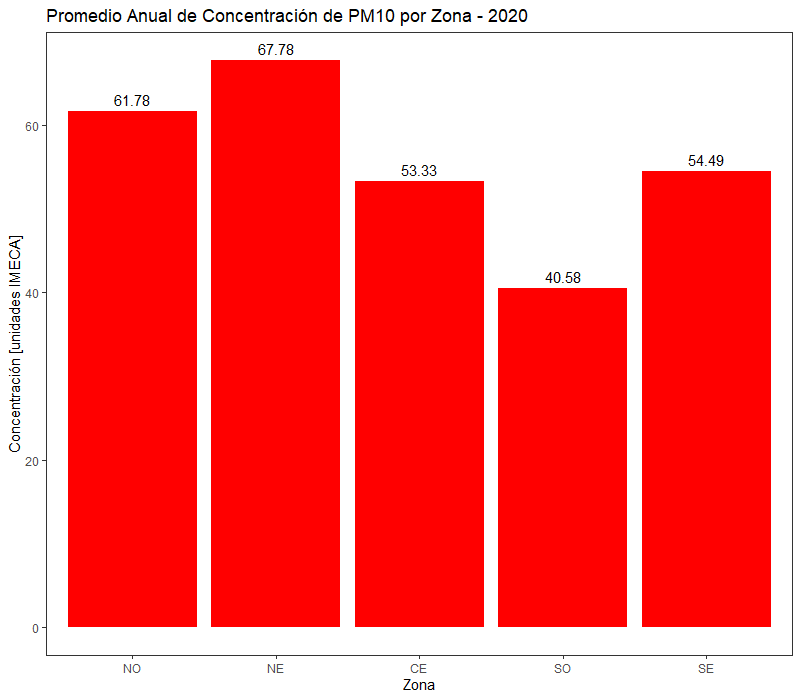 Promedio Anual de Concentración de PM10 por Zona - 2020
67.78
61.78
54.49
53.33
40.58
60
40
20
0
Concentración [unidades IMECA]
NO NE CE SO SE
Zona